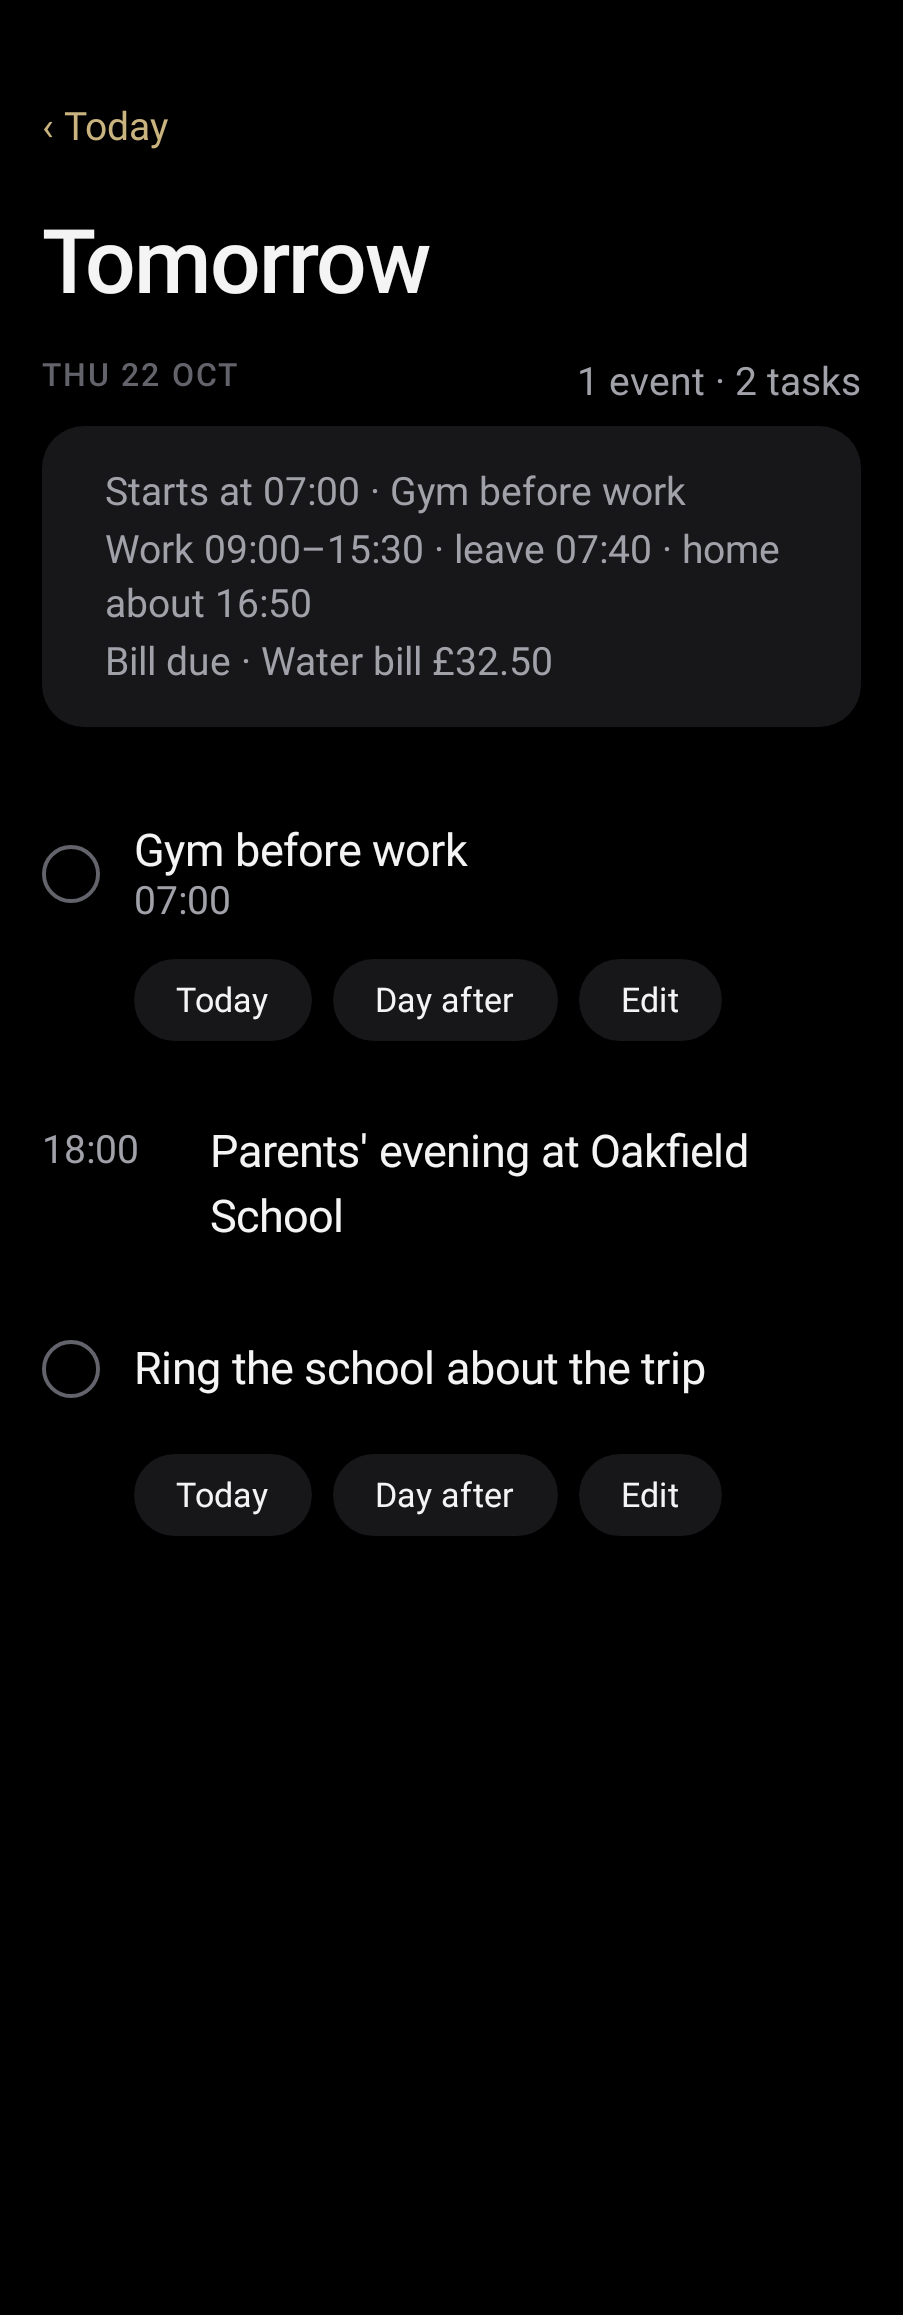 ‹ Today
Tomorrow
THU 22 OCT
1 event · 2 tasks
Starts at 07:00 · Gym before work
Work 09:00–15:30 · leave 07:40 · home
about 16:50
Bill due · Water bill £32.50
Gym before work
07:00
Today
Day after
Edit
18:00
Parents' evening at Oakfield
School
Ring the school about the trip
Today
Day after
Edit